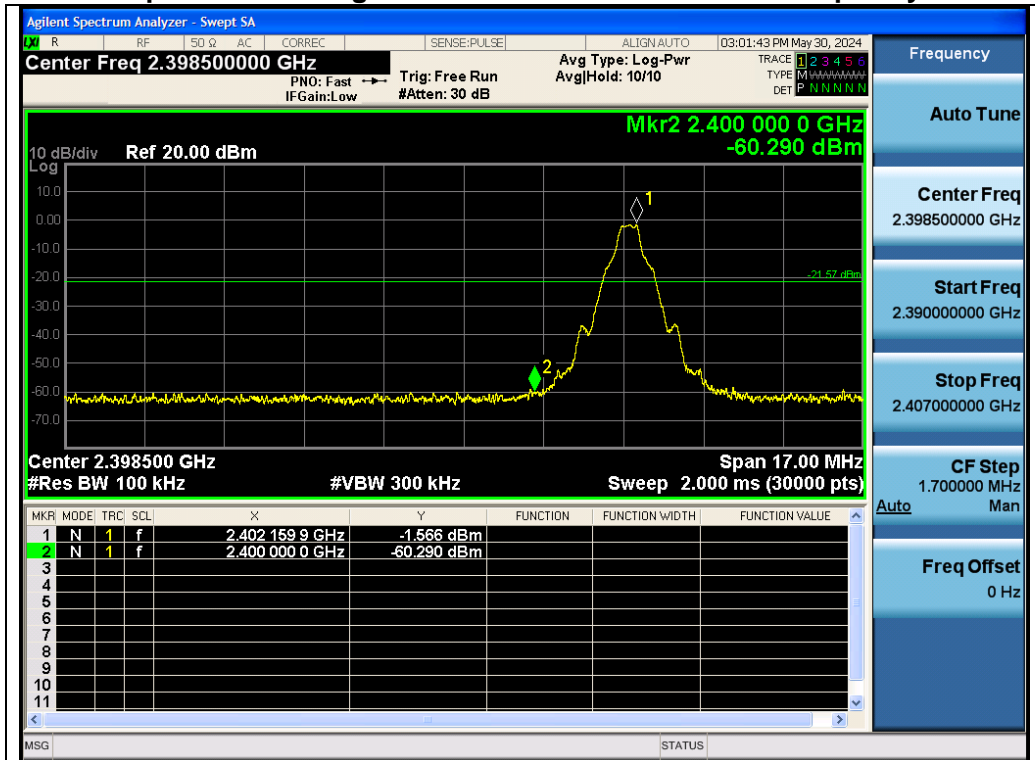 Agilent Spectrum Analyzer - Swept SA
LXI R RF 50 Ω AC CORREC SENSE:PULSE ALIGN AUTO 03:01:43 PM May 30, 2024
Center Freq 2.398500000 GHz
PNO: Fast
IFGain:Low
Trig: Free Run
#Atten: 30 dB
Avg Type: Log-Pwr
Avg|Hold: 10/10
TRACE 1 2 3 4 5 6
TYPE M
DET P N N N N N
Mkr2 2.400 000 0 GHz
-60.290 dBm
10 dB/div Ref 20.00 dBm
Log
10.0
0.00
-10.0
-20.0
-30.0
-40.0
-50.0
-60.0
-70.0
1
-21.57 dBm
2
Center 2.398500 GHz Span 17.00 MHz
#Res BW 100 kHz #VBW 300 kHz Sweep 2.000 ms (30000 pts)
MKR MODE TRC SCL X Y FUNCTION FUNCTION WIDTH FUNCTION VALUE
1 N 1 f 2.402 159 9 GHz -1.566 dBm
2 N 1 f 2.400 000 0 GHz -60.290 dBm
3
4
5
6
7
8
9
10
11
MSG STATUS
Frequency
Auto Tune
Center Freq
2.398500000 GHz
Start Freq
2.390000000 GHz
Stop Freq
2.407000000 GHz
CF Step
1.700000 MHz
Auto Man
Freq Offset
0 Hz